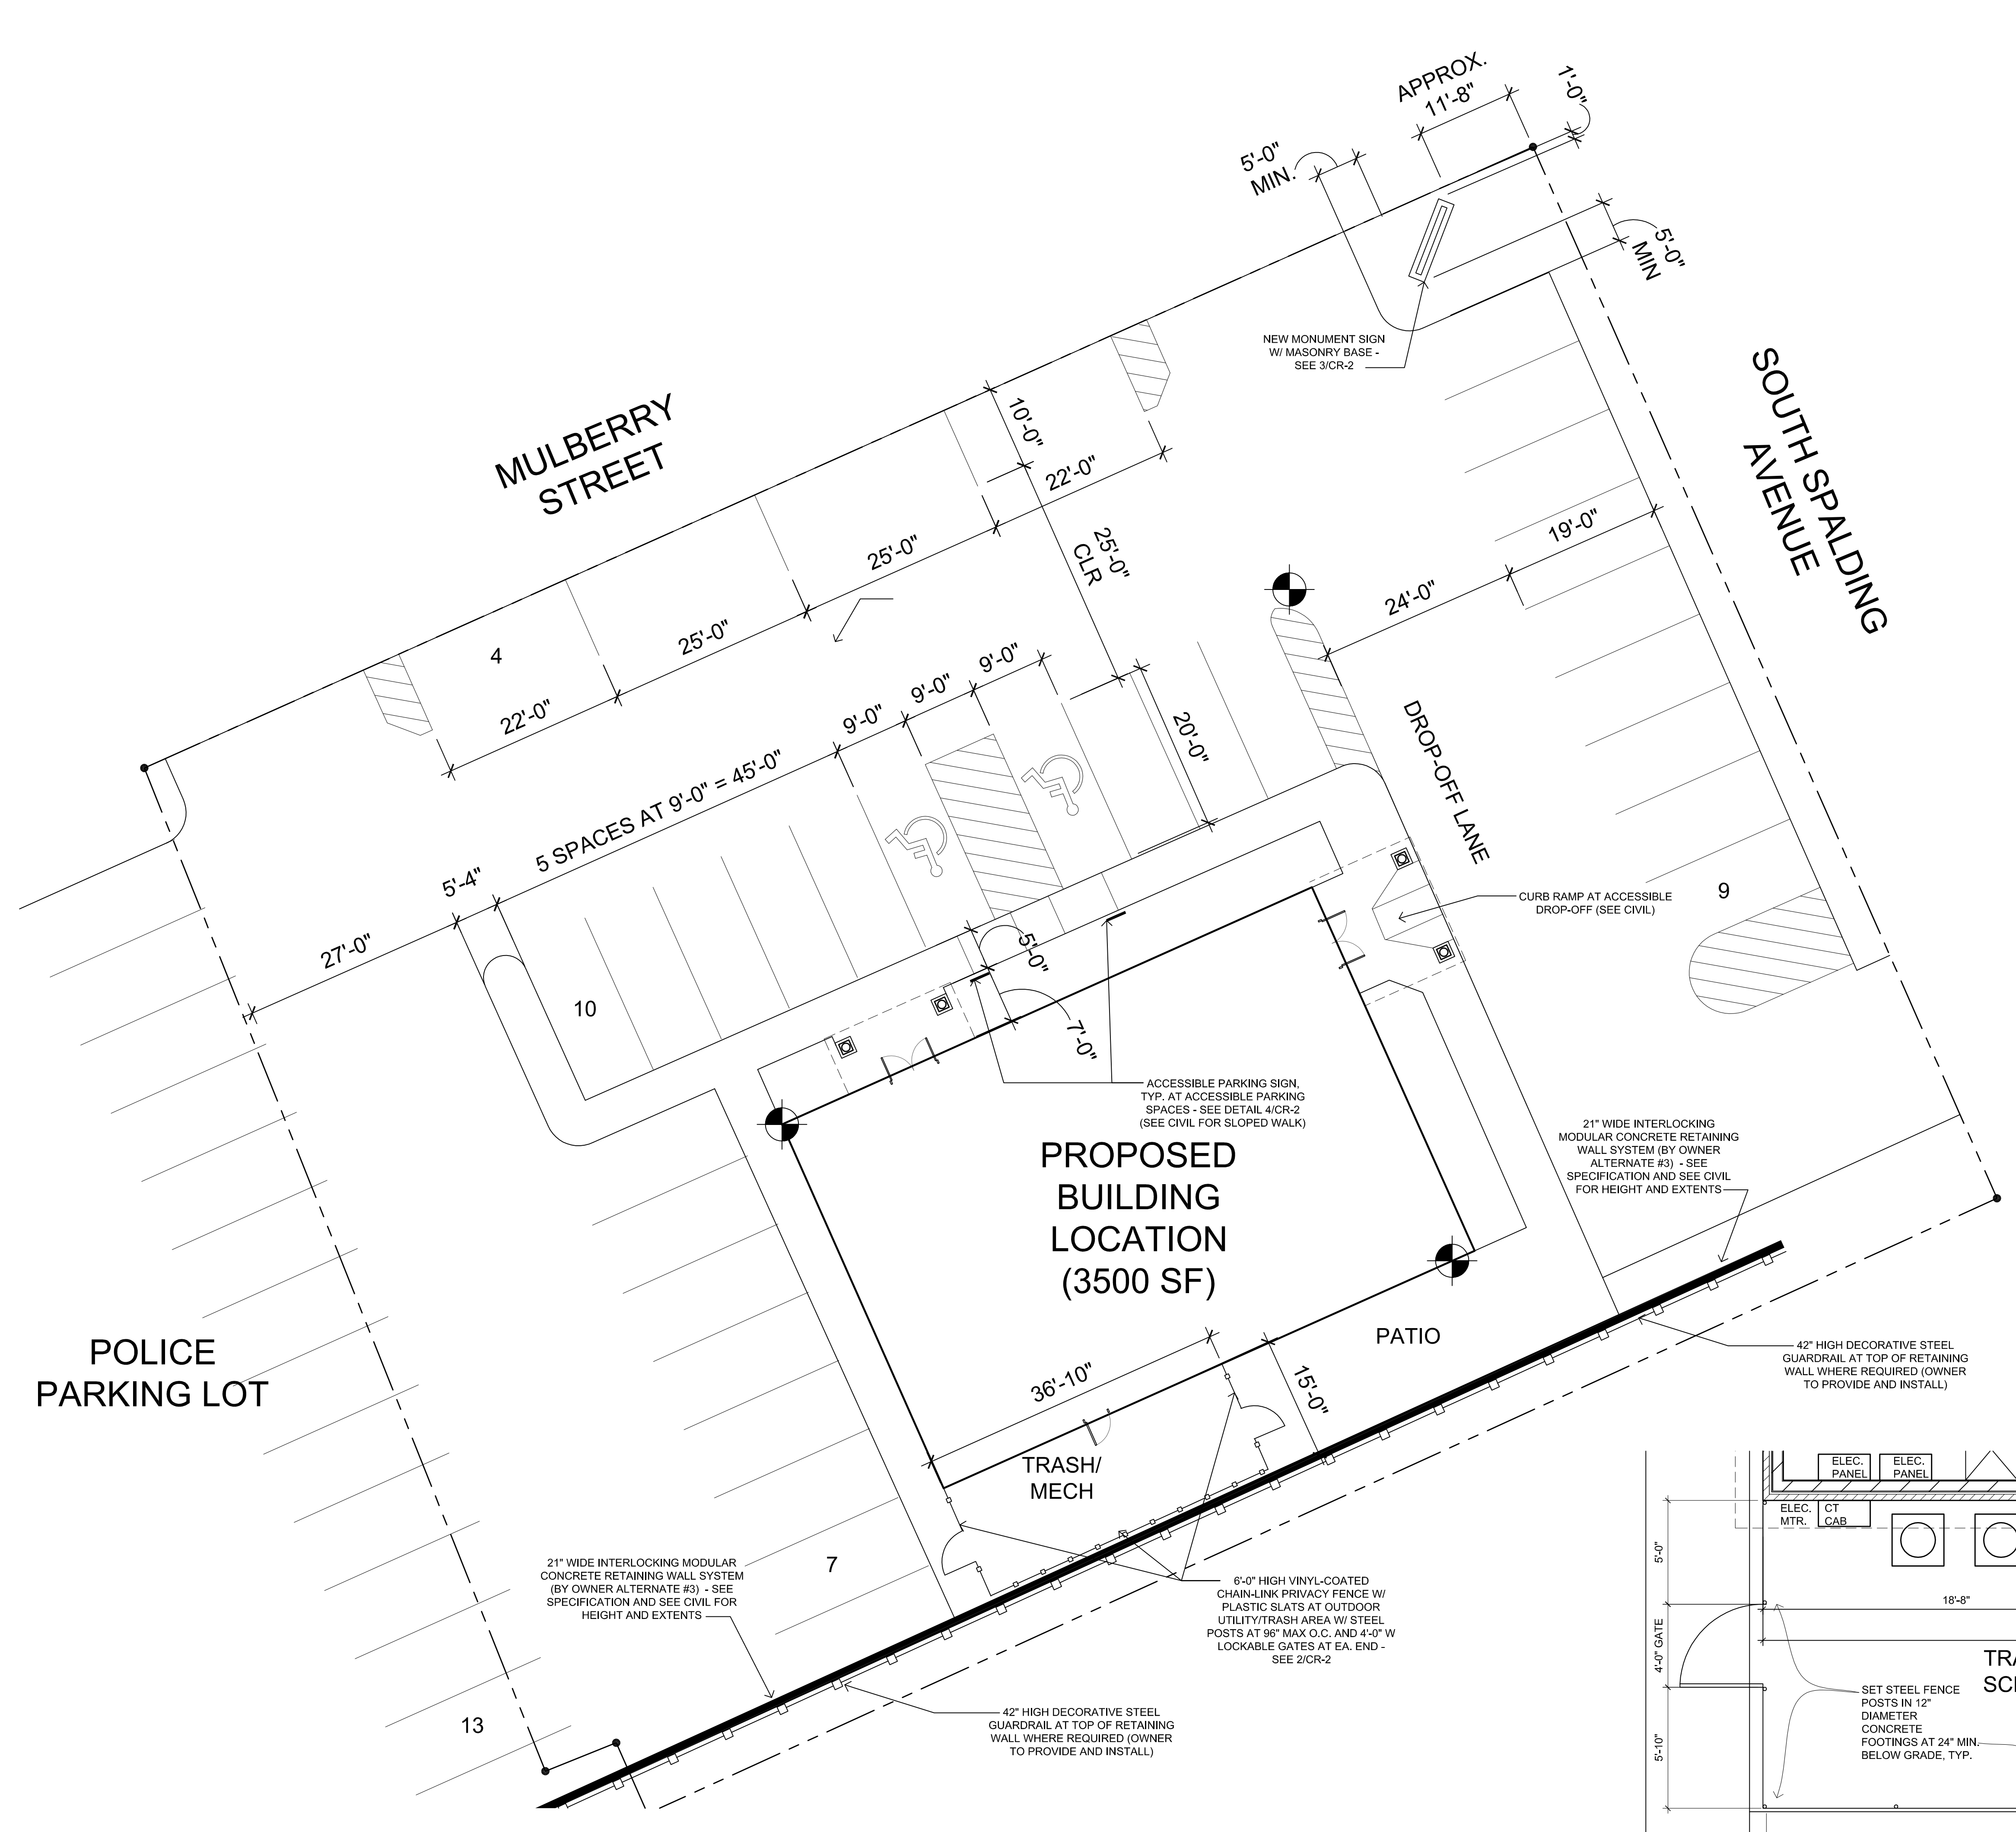 APPROX.
11'-8"
1'-0"
5'-0"
MIN.
5'-0"
MIN
NEW MONUMENT SIGN
W/ MASONRY BASE -
SEE 3/CR-2
SOUTH SPALDING
AVENUE
MULBERRY
STREET
10'-0"
22'-0"
25'-0"
25'-0"
CLR
19'-0"
24'-0"
4
25'-0"
22'-0"
9'-0"
9'-0"
9'-0"
20'-0"
5 SPACES AT 9'-0" = 45'-0"
DROP-OFF LANE
5'-4"
27'-0"
CURB RAMP AT ACCESSIBLE
DROP-OFF (SEE CIVIL)
9
10
5'-0"
7'-0"
ACCESSIBLE PARKING SIGN,
TYP. AT ACCESSIBLE PARKING
SPACES - SEE DETAIL 4/CR-2
(SEE CIVIL FOR SLOPED WALK)
PROPOSED
BUILDING
LOCATION
(3500 SF)
21" WIDE INTERLOCKING
MODULAR CONCRETE RETAINING
WALL SYSTEM (BY OWNER
ALTERNATE #3) - SEE
SPECIFICATION AND SEE CIVIL
FOR HEIGHT AND EXTENTS
POLICE
PARKING LOT
PATIO
42" HIGH DECORATIVE STEEL
GUARDRAIL AT TOP OF RETAINING
WALL WHERE REQUIRED (OWNER
TO PROVIDE AND INSTALL)
36'-10"
15'-0"
TRASH/
MECH
7
21" WIDE INTERLOCKING MODULAR
CONCRETE RETAINING WALL SYSTEM
(BY OWNER ALTERNATE #3) - SEE
SPECIFICATION AND SEE CIVIL FOR
HEIGHT AND EXTENTS
6'-0" HIGH VINYL-COATED
CHAIN-LINK PRIVACY FENCE W/
PLASTIC SLATS AT OUTDOOR
UTILITY/TRASH AREA W/ STEEL
POSTS AT 96" MAX O.C. AND 4'-0" W
LOCKABLE GATES AT EA. END -
SEE 2/CR-2
13
42" HIGH DECORATIVE STEEL
GUARDRAIL AT TOP OF RETAINING
WALL WHERE REQUIRED (OWNER
TO PROVIDE AND INSTALL)
ELEC.
PANEL
ELEC.
PANEL
ELEC.
MTR.
CT
CAB
5'-0"
18'-8"
4'-0" GATE
5'-10"
SET STEEL FENCE
POSTS IN 12"
DIAMETER
CONCRETE
FOOTINGS AT 24" MIN.
BELOW GRADE, TYP.